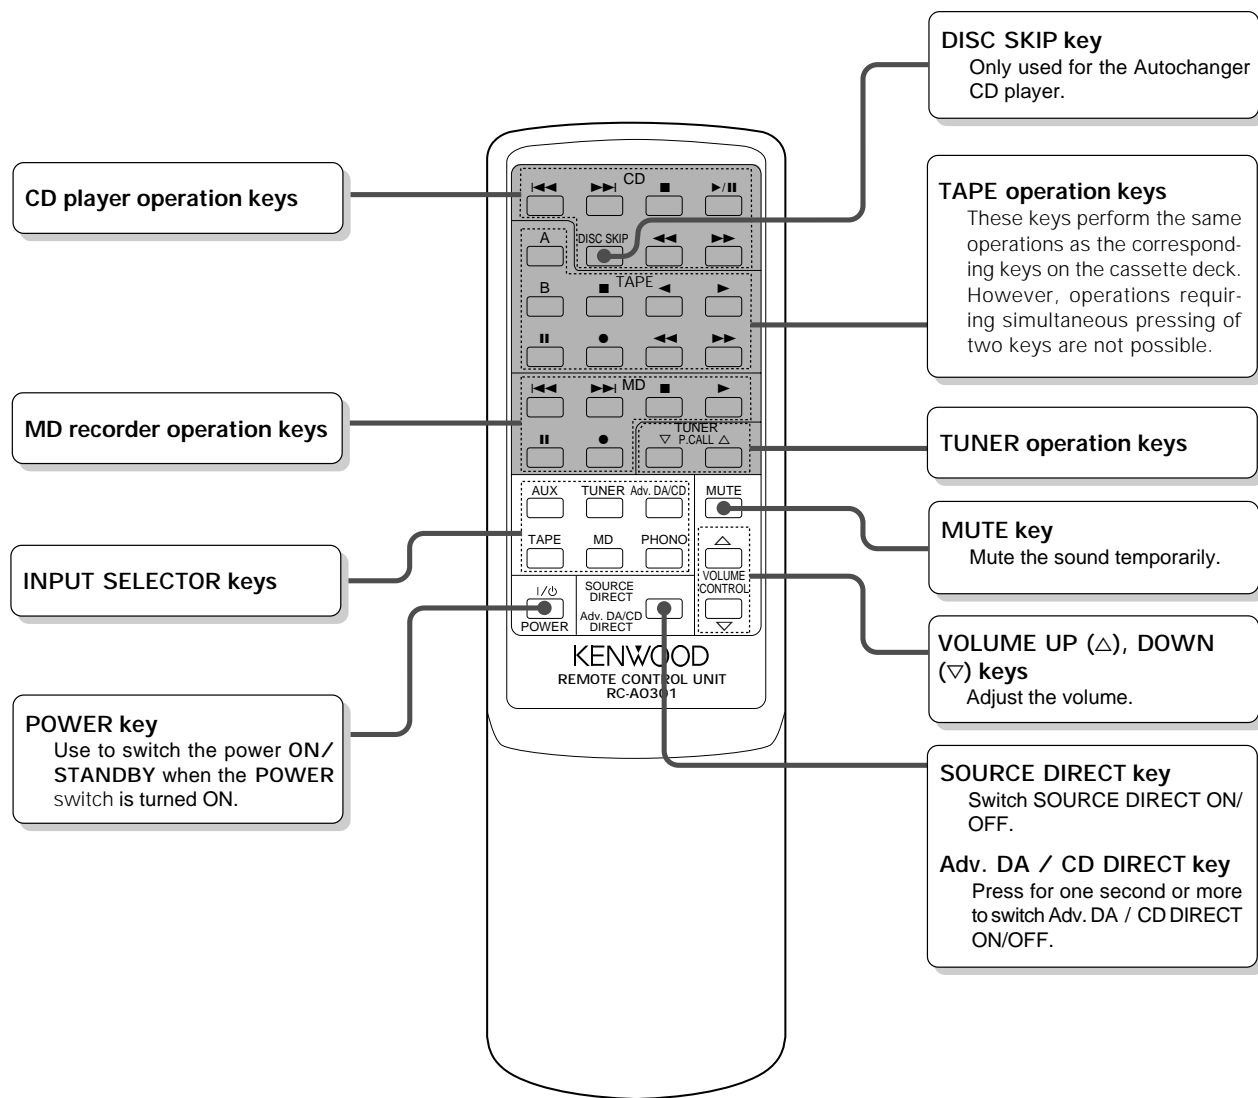 DISC SKIP key
Only used for the Autochanger
CD player.
CD player operation keys
TAPE operation keys
These keys perform the same
operations as the correspond-
ing keys on the cassette deck.
However, operations requir-
ing simultaneous pressing of
two keys are not possible.
MD recorder operation keys
TUNER operation keys
INPUT SELECTOR keys
MUTE key
Mute the sound temporarily.
VOLUME UP (△), DOWN
(▽) keys
Adjust the volume.
POWER key
Use to switch the power ON/
STANDBY when the POWER
switch is turned ON.
SOURCE DIRECT key
Switch SOURCE DIRECT ON/
OFF.
Adv. DA / CD DIRECT key
Press for one second or more
to switch Adv. DA / CD DIRECT
ON/OFF.
CD
A
DISC SKIP
B
TAPE
MD
TUNER
▽ P.CALL △
AUX TUNER Adv. DA/CD MUTE
TAPE MD PHONO
VOLUME
CONTROL
I/⏻
POWER
SOURCE
DIRECT
Adv. DA/CD
DIRECT
KENWOOD
REMOTE CONTROL UNIT
RC-A0301